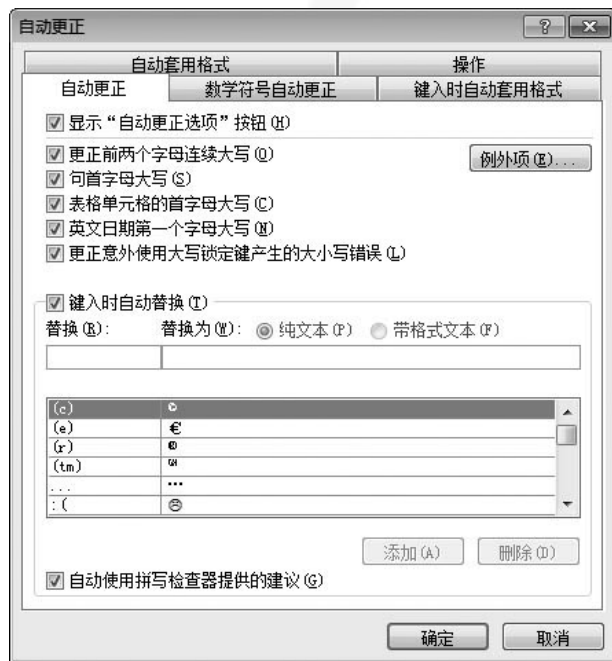 自动更正
自动套用格式 操作
自动更正 数学符号自动更正 键入时自动套用格式
显示“自动更正选项”按钮(H)
更正前两个字母连续大写(O) 例外项(E)...
句首字母大写(S)
表格单元格的首字母大写(C)
英文日期第一个字母大写(N)
更正意外使用大写锁定键产生的大小写错误(L)
键入时自动替换(T)
替换(R): 替换为(W): 纯文本(P) 带格式文本(F)
(c) ©
(e) €
(r) ®
(tm) ™
... …
:( ☹
添加(A) 删除(D)
自动使用拼写检查器提供的建议(G)
确定 取消